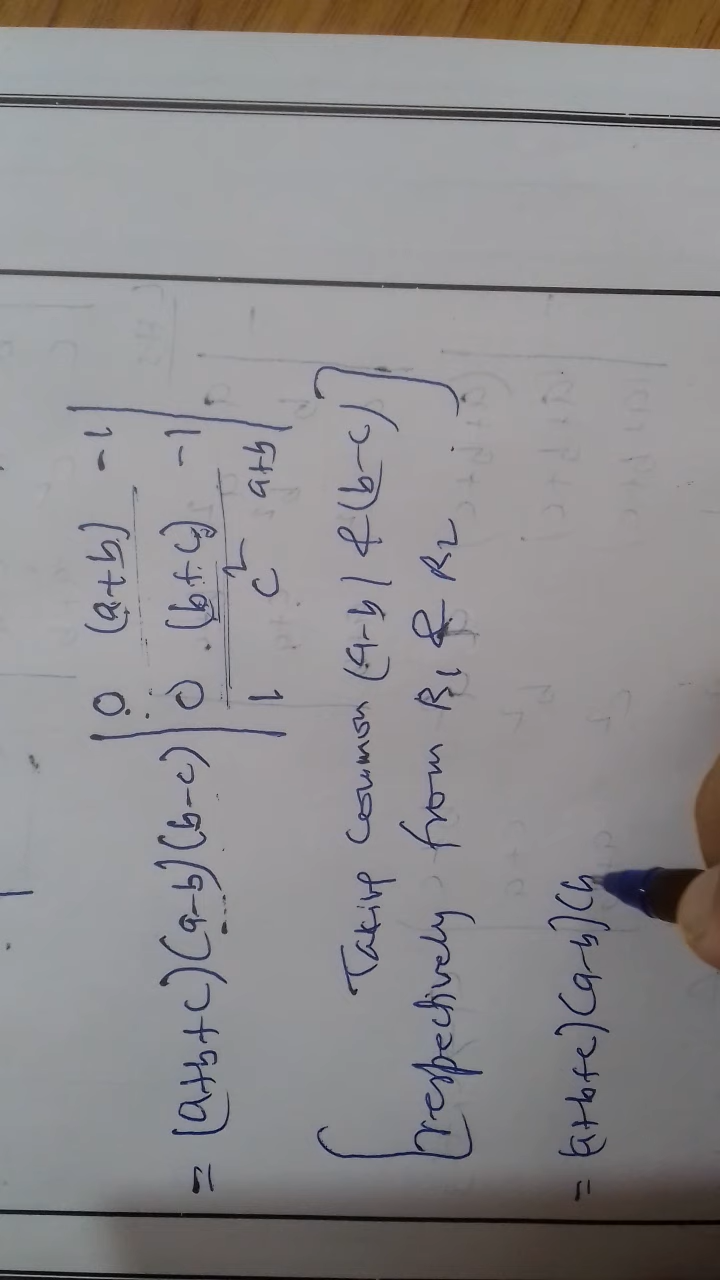 | 0 (a+b) -1 |
= (a+b+c)(a-b)(b-c) | 0 (b+c) -1 |
| 1 c² a+b |
[ Taking common (a-b) & (b-c)
respectively from R₁ & R₂ ]
= (a+b+c)(a-b)(b